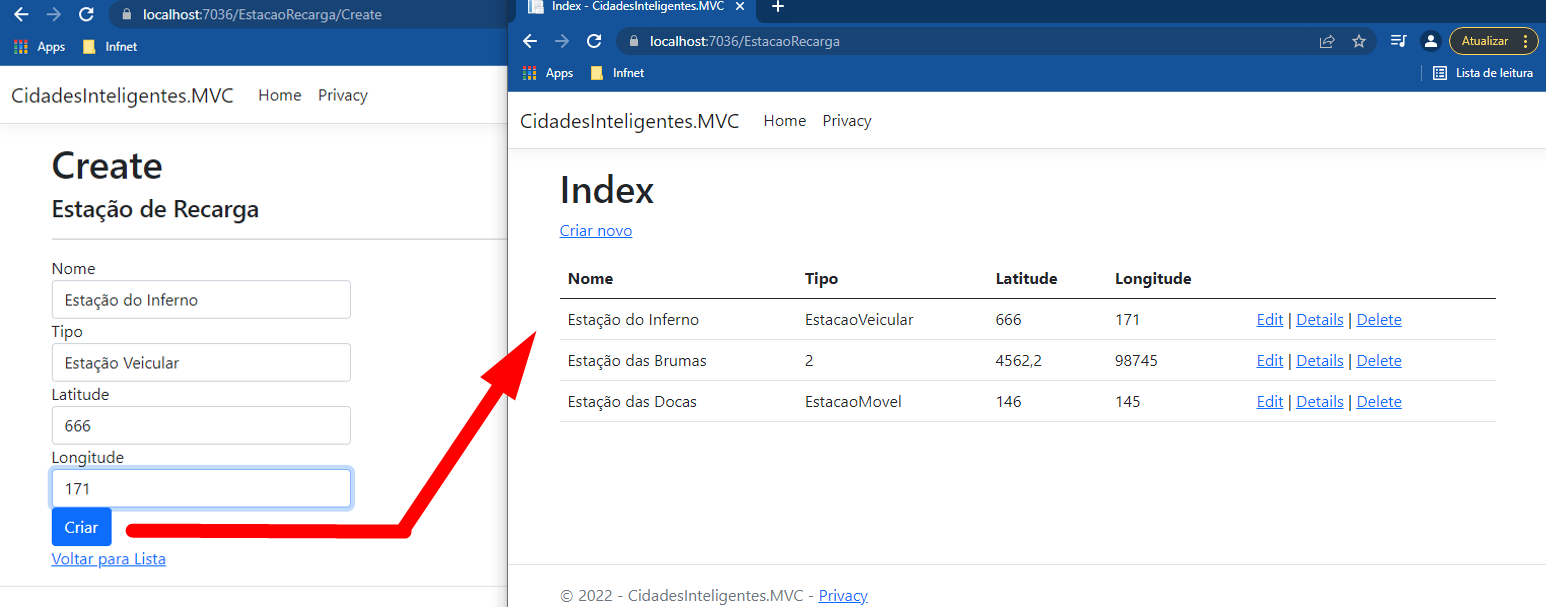 localhost:7036/EstacaoRecarga/Create
Apps Infnet
CidadesInteligentes.MVC Home Privacy
Create
Estação de Recarga
Nome
Estação do Inferno
Tipo
Estação Veicular
Latitude
666
Longitude
171
Criar
Voltar para Lista
Index - CidadesInteligentes.MVC
localhost:7036/EstacaoRecarga Atualizar
Apps Infnet Lista de leitura
CidadesInteligentes.MVC Home Privacy
Index
Criar novo
Nome Tipo Latitude Longitude
Estação do Inferno EstacaoVeicular 666 171 Edit | Details | Delete
Estação das Brumas 2 4562,2 98745 Edit | Details | Delete
Estação das Docas EstacaoMovel 146 145 Edit | Details | Delete
© 2022 - CidadesInteligentes.MVC - Privacy